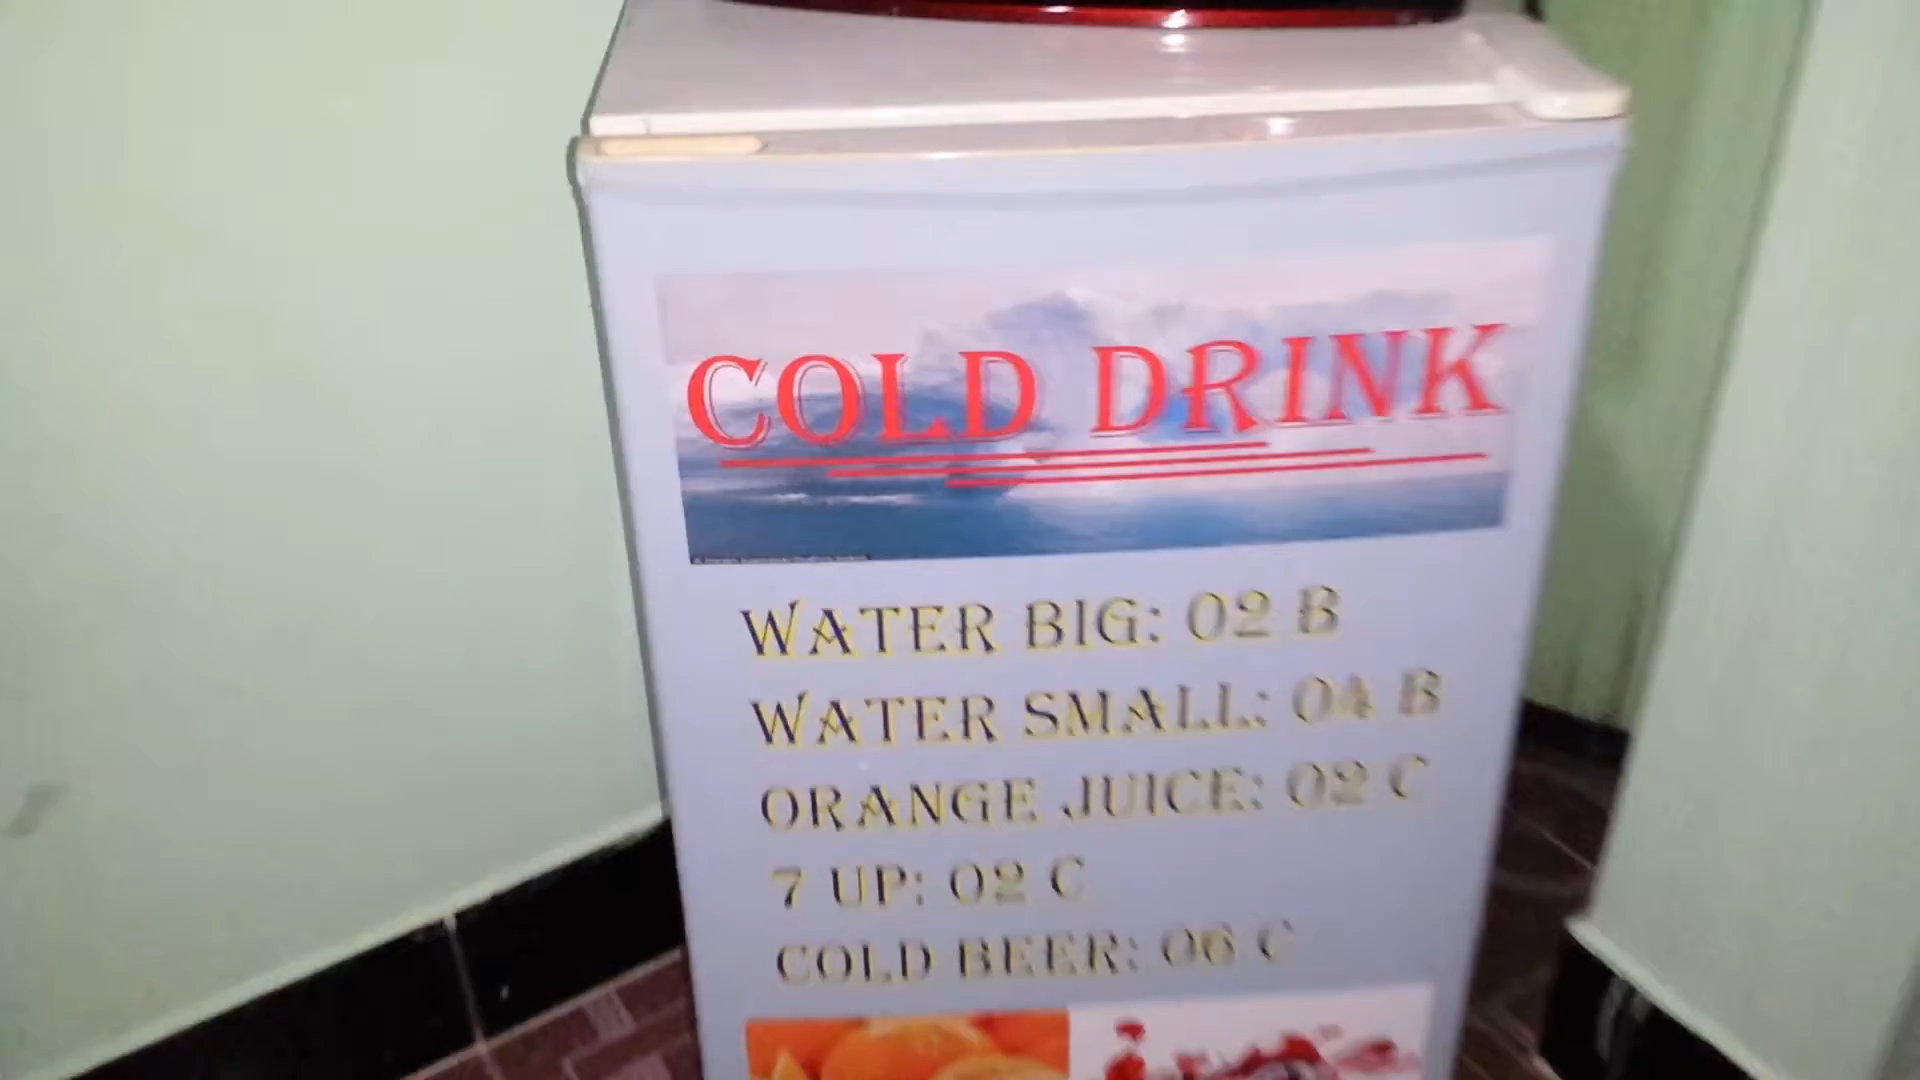 COLD DRINK
WATER BIG: 02 B
WATER SMALL: 04 B
ORANGE JUICE: 02 C
7 UP: 02 C
COLD BEER: 06 C